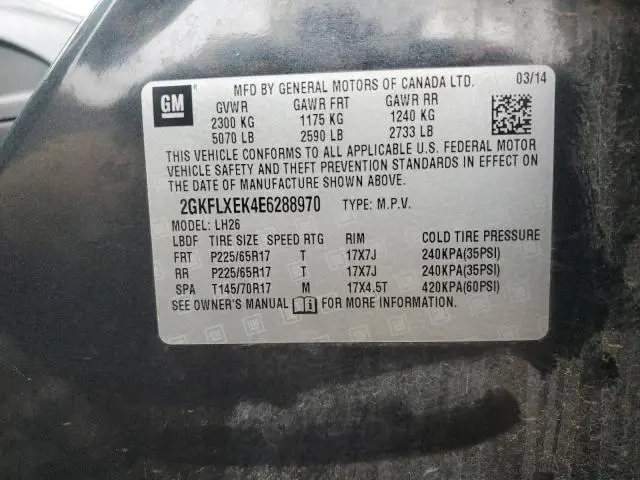 MFD BY GENERAL MOTORS OF CANADA LTD. 03/14
GM
GVWR GAWR FRT GAWR RR
2300 KG 1175 KG 1240 KG
5070 LB 2590 LB 2733 LB
THIS VEHICLE CONFORMS TO ALL APPLICABLE U.S. FEDERAL MOTOR
VEHICLE SAFETY AND THEFT PREVENTION STANDARDS IN EFFECT ON
THE DATE OF MANUFACTURE SHOWN ABOVE.
2GKFLXEK4E6288970 TYPE: M.P.V.
MODEL: LH26
LBDF TIRE SIZE SPEED RTG RIM COLD TIRE PRESSURE
FRT P225/65R17 T 17X7J 240KPA(35PSI)
RR P225/65R17 T 17X7J 240KPA(35PSI)
SPA T145/70R17 M 17X4.5T 420KPA(60PSI)
SEE OWNER'S MANUAL i FOR MORE INFORMATION.